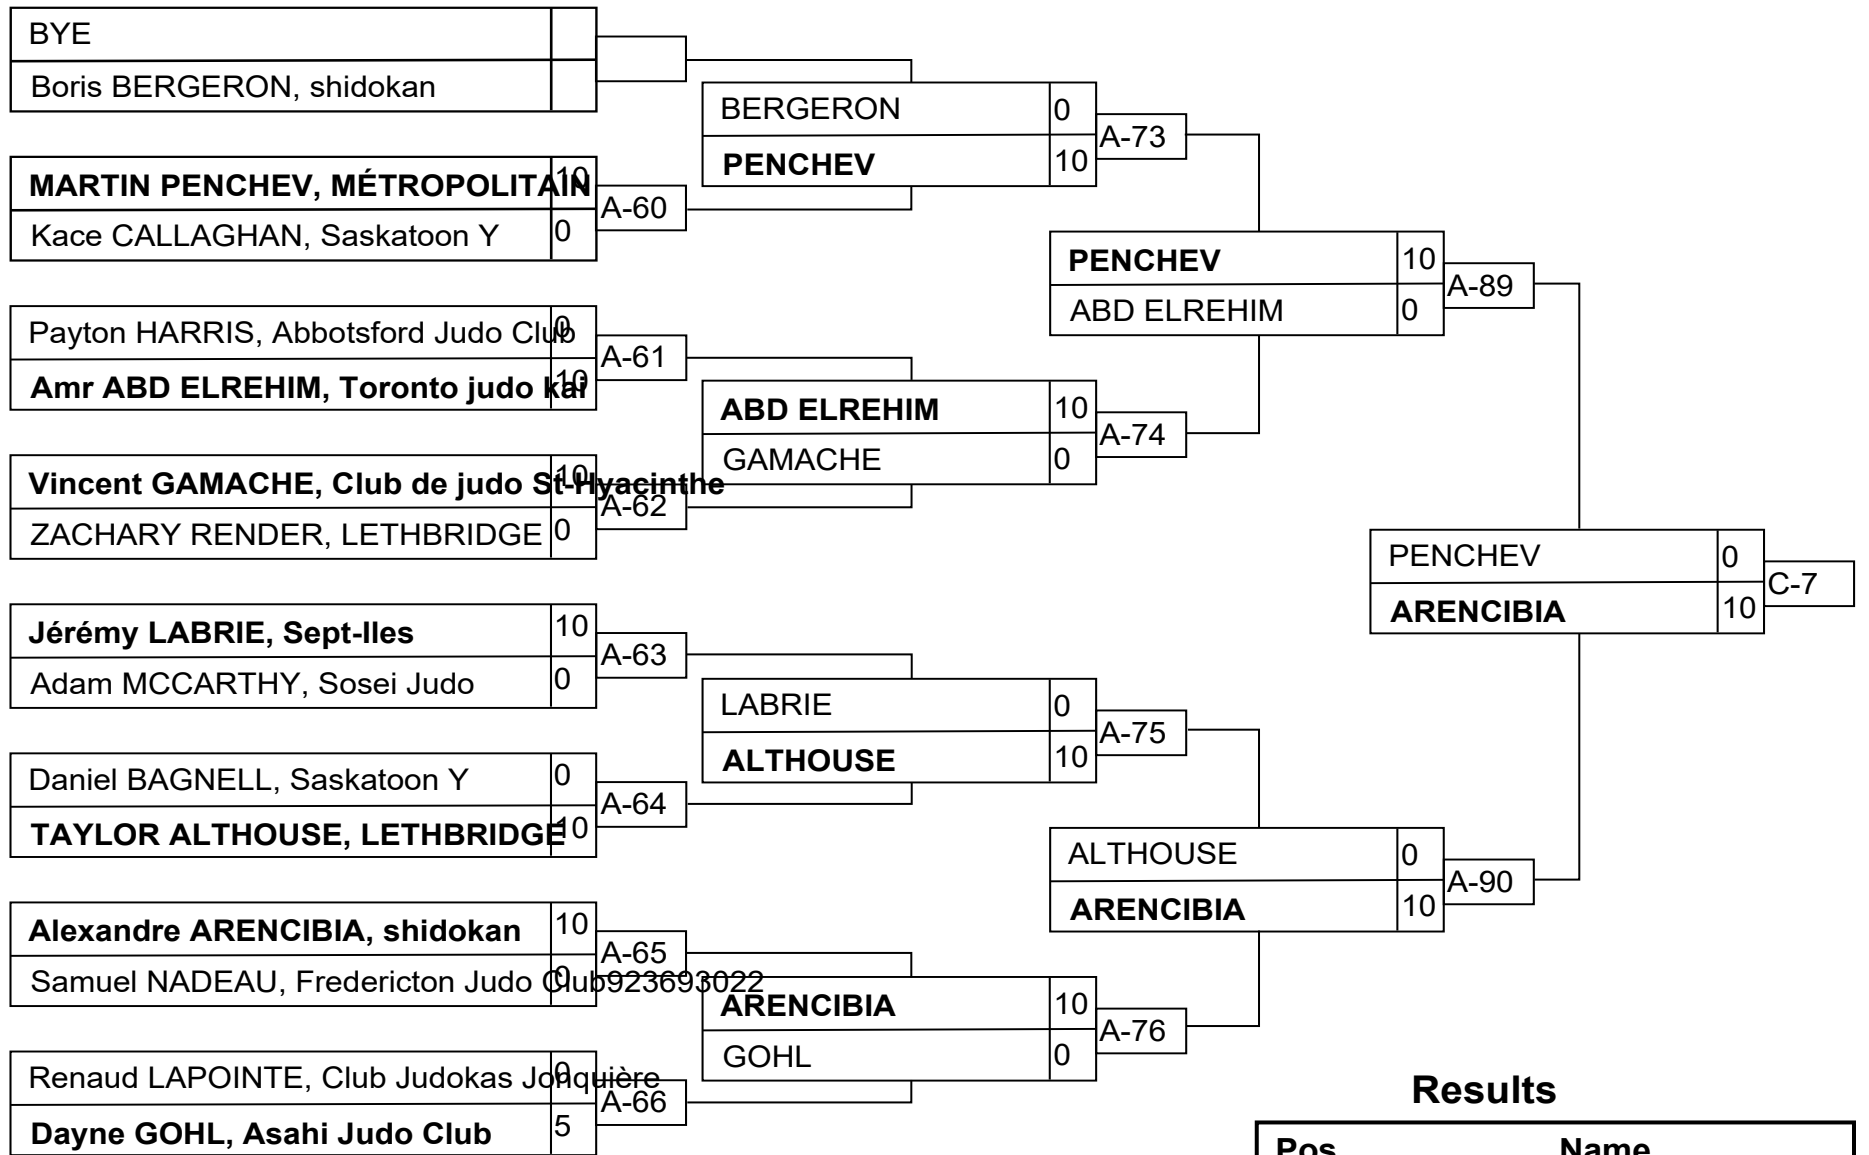 BYE
Boris BERGERON, shidokan
MARTIN PENCHEV, MÉTROPOLITAIN 10
Kace CALLAGHAN, Saskatoon Y 0
A-60
Payton HARRIS, Abbotsford Judo Club 0
Amr ABD ELREHIM, Toronto judo kai 10
A-61
Vincent GAMACHE, Club de judo St-Hyacinthe 10
ZACHARY RENDER, LETHBRIDGE 0
A-62
Jérémy LABRIE, Sept-Iles 10
Adam MCCARTHY, Sosei Judo 0
A-63
Daniel BAGNELL, Saskatoon Y 0
TAYLOR ALTHOUSE, LETHBRIDGE 10
A-64
Alexandre ARENCIBIA, shidokan 10
Samuel NADEAU, Fredericton Judo Club923693022 0
A-65
Renaud LAPOINTE, Club Judokas Jonquière 0
Dayne GOHL, Asahi Judo Club 5
A-66
BERGERON 0
PENCHEV 10
A-73
ABD ELREHIM 10
GAMACHE 0
A-74
LABRIE 0
ALTHOUSE 10
A-75
ARENCIBIA 10
GOHL 0
A-76
PENCHEV 10
ABD ELREHIM 0
A-89
ALTHOUSE 0
ARENCIBIA 10
A-90
PENCHEV 0
ARENCIBIA 10
C-7
Results
Pos Name